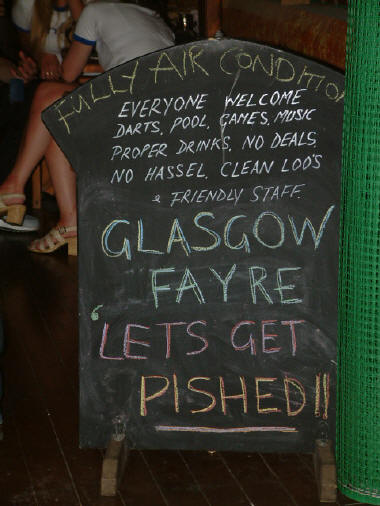 FULLY AIR CONDITION
EVERYONE WELCOME
DARTS, POOL, GAMES, MUSIC
PROPER DRINKS, NO DEALS,
NO HASSEL, CLEAN LOO'S
& FRIENDLY STAFF.
GLASGOW
FAYRE
'LETS GET
PISHED!!